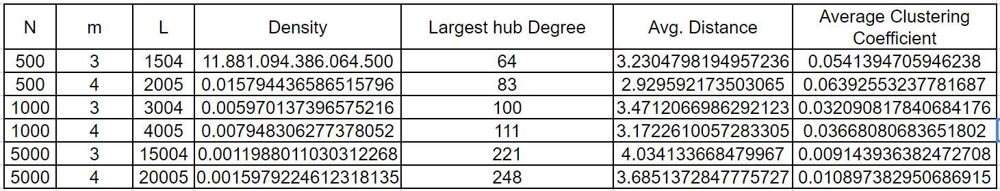 N m L Density Largest hub Degree Avg. Distance Average Clustering Coefficient
500 3 1504 11.881.094.386.064.500 64 3.2304798194957236 0.0541394705946238
500 4 2005 0.015794436586515796 83 2.929592173503065 0.063925532377781687
1000 3 3004 0.005970137396575216 100 3.4712066986292123 0.032090817840684176
1000 4 4005 0.007948306277378052 111 3.1722610057283305 0.03668080683651802
5000 3 15004 0.0011988011030312268 221 4.034133668479967 0.009143936382472708
5000 4 20005 0.0015979224612318135 248 3.6851372847775727 0.010897382950686915